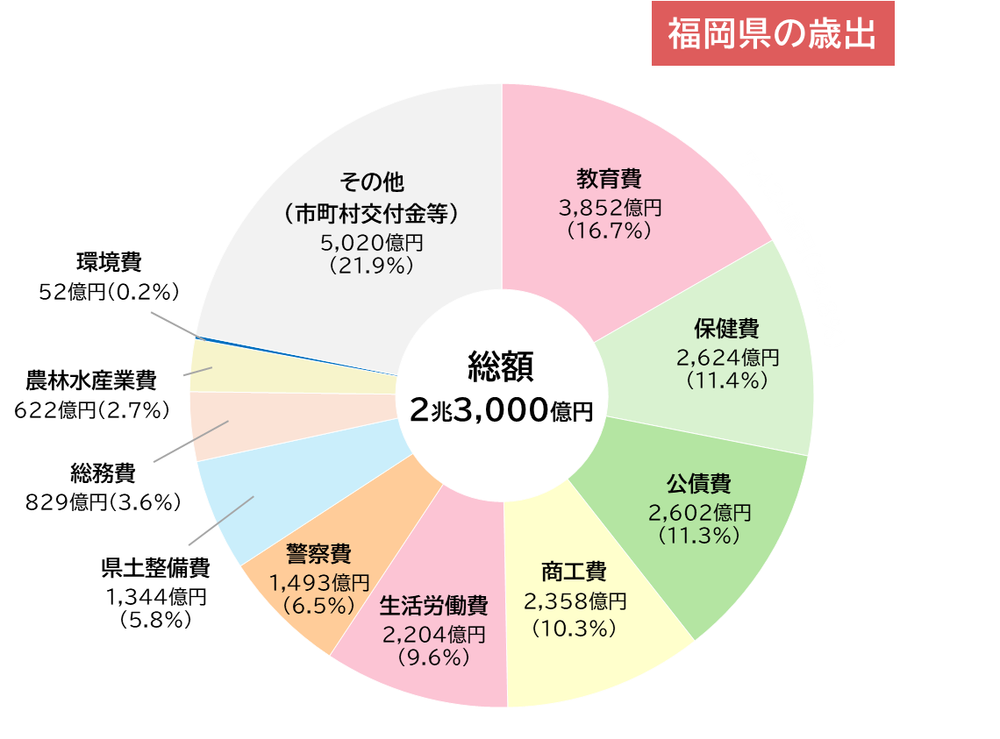 福岡県の歳出
教育費
3,852億円
(16.7%)
保健費
2,624億円
(11.4%)
公債費
2,602億円
(11.3%)
商工費
2,358億円
(10.3%)
生活労働費
2,204億円
(9.6%)
警察費
1,493億円
(6.5%)
県土整備費
1,344億円
(5.8%)
総務費
829億円(3.6%)
農林水産業費
622億円(2.7%)
環境費
52億円(0.2%)
その他
(市町村交付金等)
5,020億円
(21.9%)
総額
2兆3,000億円